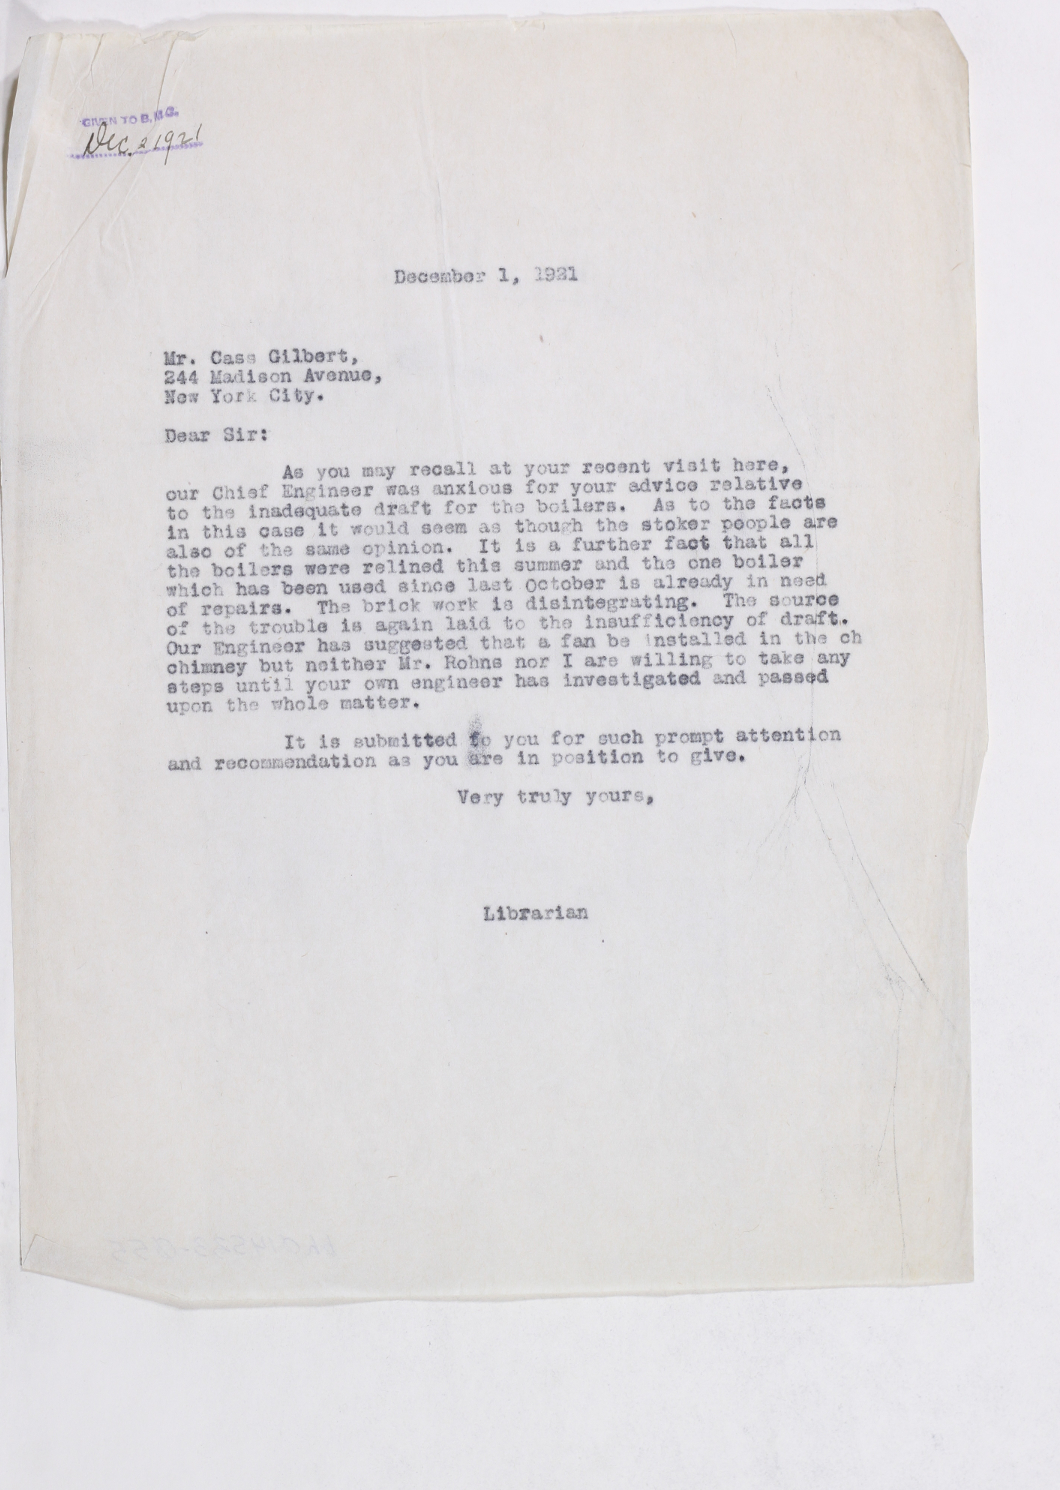 GIVEN TO B.M.C.
Dec. 2 1921
December 1, 1921
Mr. Cass Gilbert,
244 Madison Avenue,
New York City.
Dear Sir:
As you may recall at your recent visit here,
our Chief Engineer was anxious for your advice relative
to the inadequate draft for the boilers. As to the facts
in this case it would seem as though the stoker people are
also of the same opinion. It is a further fact that all
the boilers were relined this summer and the one boiler
which has been used since last October is already in need
of repairs. The brick work is disintegrating. The source
of the trouble is again laid to the insufficiency of draft.
Our Engineer has suggested that a fan be installed in the ch
chimney but neither Mr. Rohns nor I are willing to take any
steps until your own engineer has investigated and passed
upon the whole matter.
It is submitted to you for such prompt attention
and recommendation as you are in position to give.
Very truly yours,
Librarian